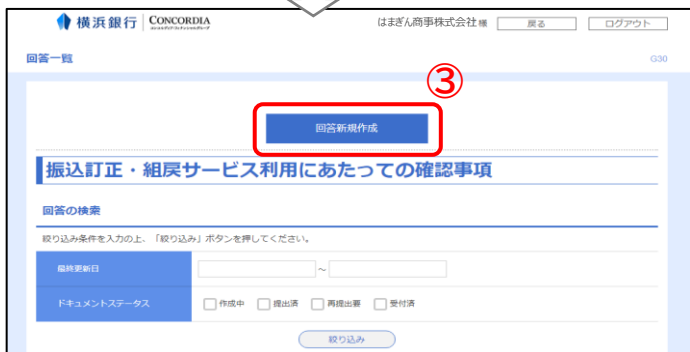 横浜銀行 CONCORDIA はまぎん商事株式会社様 戻る ログアウト
回答一覧 G30
③
回答新規作成
振込訂正・組戻サービス利用にあたっての確認事項
回答の検索
絞り込み条件を入力の上、「絞り込み」ボタンを押してください。
最終更新日 ～
ドキュメントステータス 作成中 提出済 再提出要 受付済
絞り込み